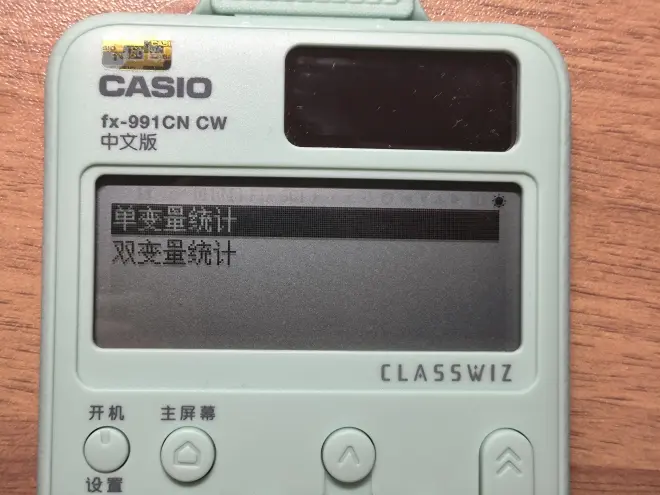 CASIO
fx-991CN CW
中文版
单变量统计
双变量统计
CLASSWIZ
开机
主屏幕
设置